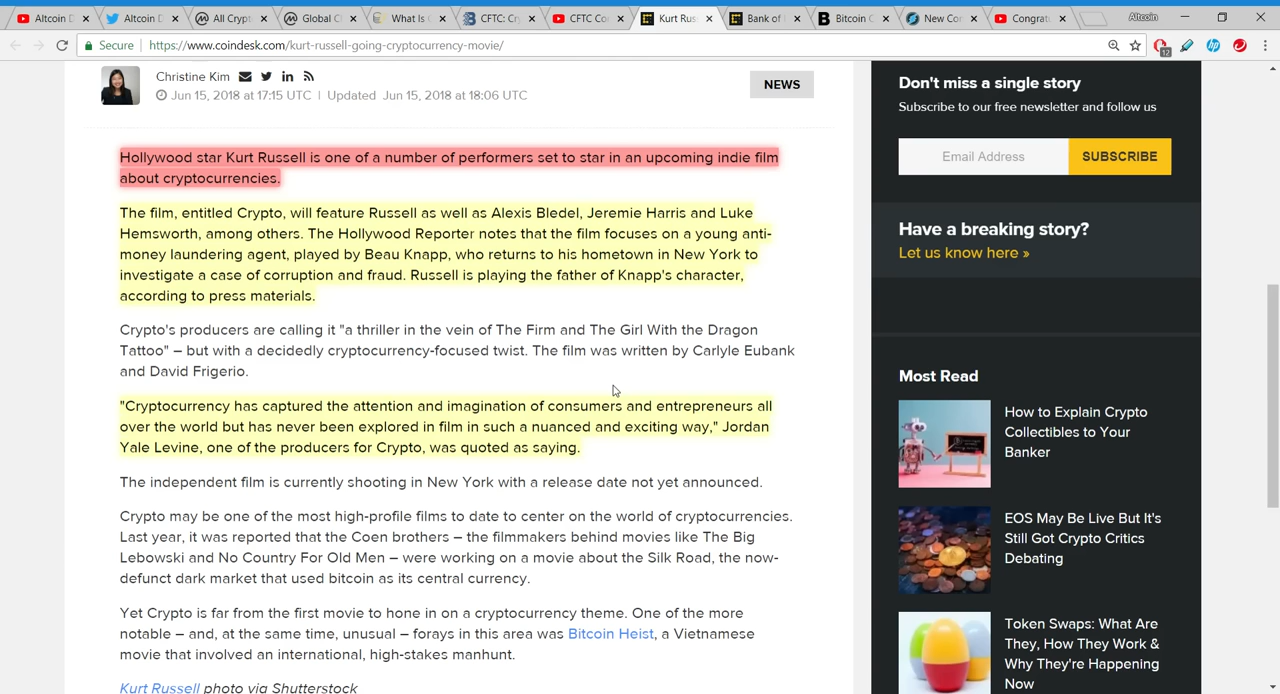 Altcoin D
Altcoin D
All Crypt
Global C
What Is C
CFTC: Cr
CFTC Co
Kurt Rus
Bank of
Bitcoin C
New Con
Congrat
Altcoin
Secure | https://www.coindesk.com/kurt-russell-going-cryptocurrency-movie/
12
Christine Kim
Jun 15, 2018 at 17:15 UTC | Updated Jun 15, 2018 at 18:06 UTC
NEWS
Hollywood star Kurt Russell is one of a number of performers set to star in an upcoming indie film
about cryptocurrencies.
The film, entitled Crypto, will feature Russell as well as Alexis Bledel, Jeremie Harris and Luke
Hemsworth, among others. The Hollywood Reporter notes that the film focuses on a young anti-
money laundering agent, played by Beau Knapp, who returns to his hometown in New York to
investigate a case of corruption and fraud. Russell is playing the father of Knapp's character,
according to press materials.
Crypto's producers are calling it "a thriller in the vein of The Firm and The Girl With the Dragon
Tattoo" – but with a decidedly cryptocurrency-focused twist. The film was written by Carlyle Eubank
and David Frigerio.
"Cryptocurrency has captured the attention and imagination of consumers and entrepreneurs all
over the world but has never been explored in film in such a nuanced and exciting way," Jordan
Yale Levine, one of the producers for Crypto, was quoted as saying.
The independent film is currently shooting in New York with a release date not yet announced.
Crypto may be one of the most high-profile films to date to center on the world of cryptocurrencies.
Last year, it was reported that the Coen brothers – the filmmakers behind movies like The Big
Lebowski and No Country For Old Men – were working on a movie about the Silk Road, the now-
defunct dark market that used bitcoin as its central currency.
Yet Crypto is far from the first movie to hone in on a cryptocurrency theme. One of the more
notable – and, at the same time, unusual – forays in this area was Bitcoin Heist, a Vietnamese
movie that involved an international, high-stakes manhunt.
Kurt Russell photo via Shutterstock
Don't miss a single story
Subscribe to our free newsletter and follow us
Email Address
SUBSCRIBE
Have a breaking story?
Let us know here »
Most Read
How to Explain Crypto
Collectibles to Your
Banker
EOS May Be Live But It's
Still Got Crypto Critics
Debating
Token Swaps: What Are
They, How They Work &
Why They're Happening
Now